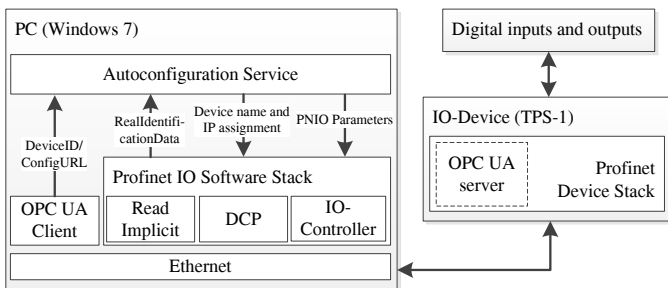 PC (Windows 7)
Autoconfiguration Service
DeviceID/
ConfigURL
RealIdentifi-
cationData
Device name and
IP assignment
PNIO Parameters
Profinet IO Software Stack
OPC UA
Client
Read
Implicit
DCP
IO-
Controller
Ethernet
Digital inputs and outputs
IO-Device (TPS-1)
OPC UA
server
Profinet
Device Stack